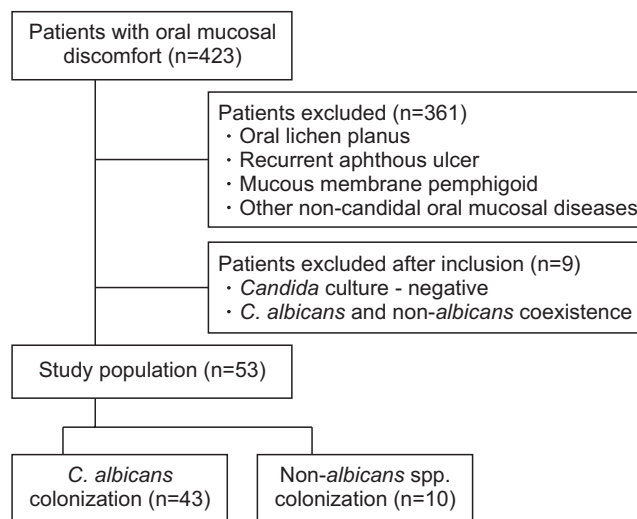 Patients with oral mucosal
discomfort (n=423)
Patients excluded (n=361)
· Oral lichen planus
· Recurrent aphthous ulcer
· Mucous membrane pemphigoid
· Other non-candidal oral mucosal diseases
Patients excluded after inclusion (n=9)
· Candida culture - negative
· C. albicans and non-albicans coexistence
Study population (n=53)
C. albicans
colonization (n=43)
Non-albicans spp.
colonization (n=10)